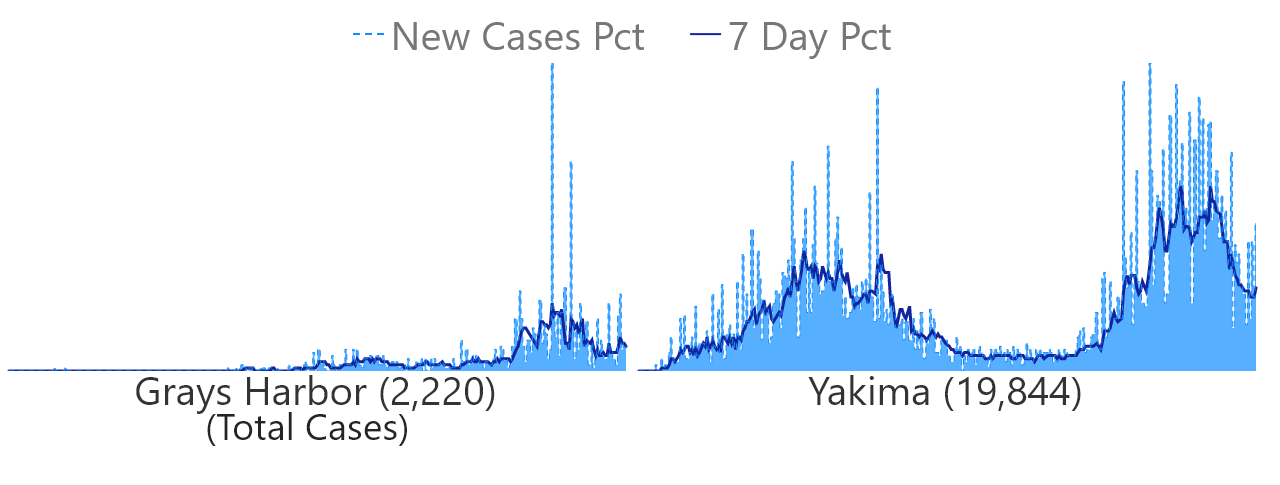 New Cases Pct 7 Day Pct
Grays Harbor (2,220) Yakima (19,844)
(Total Cases)